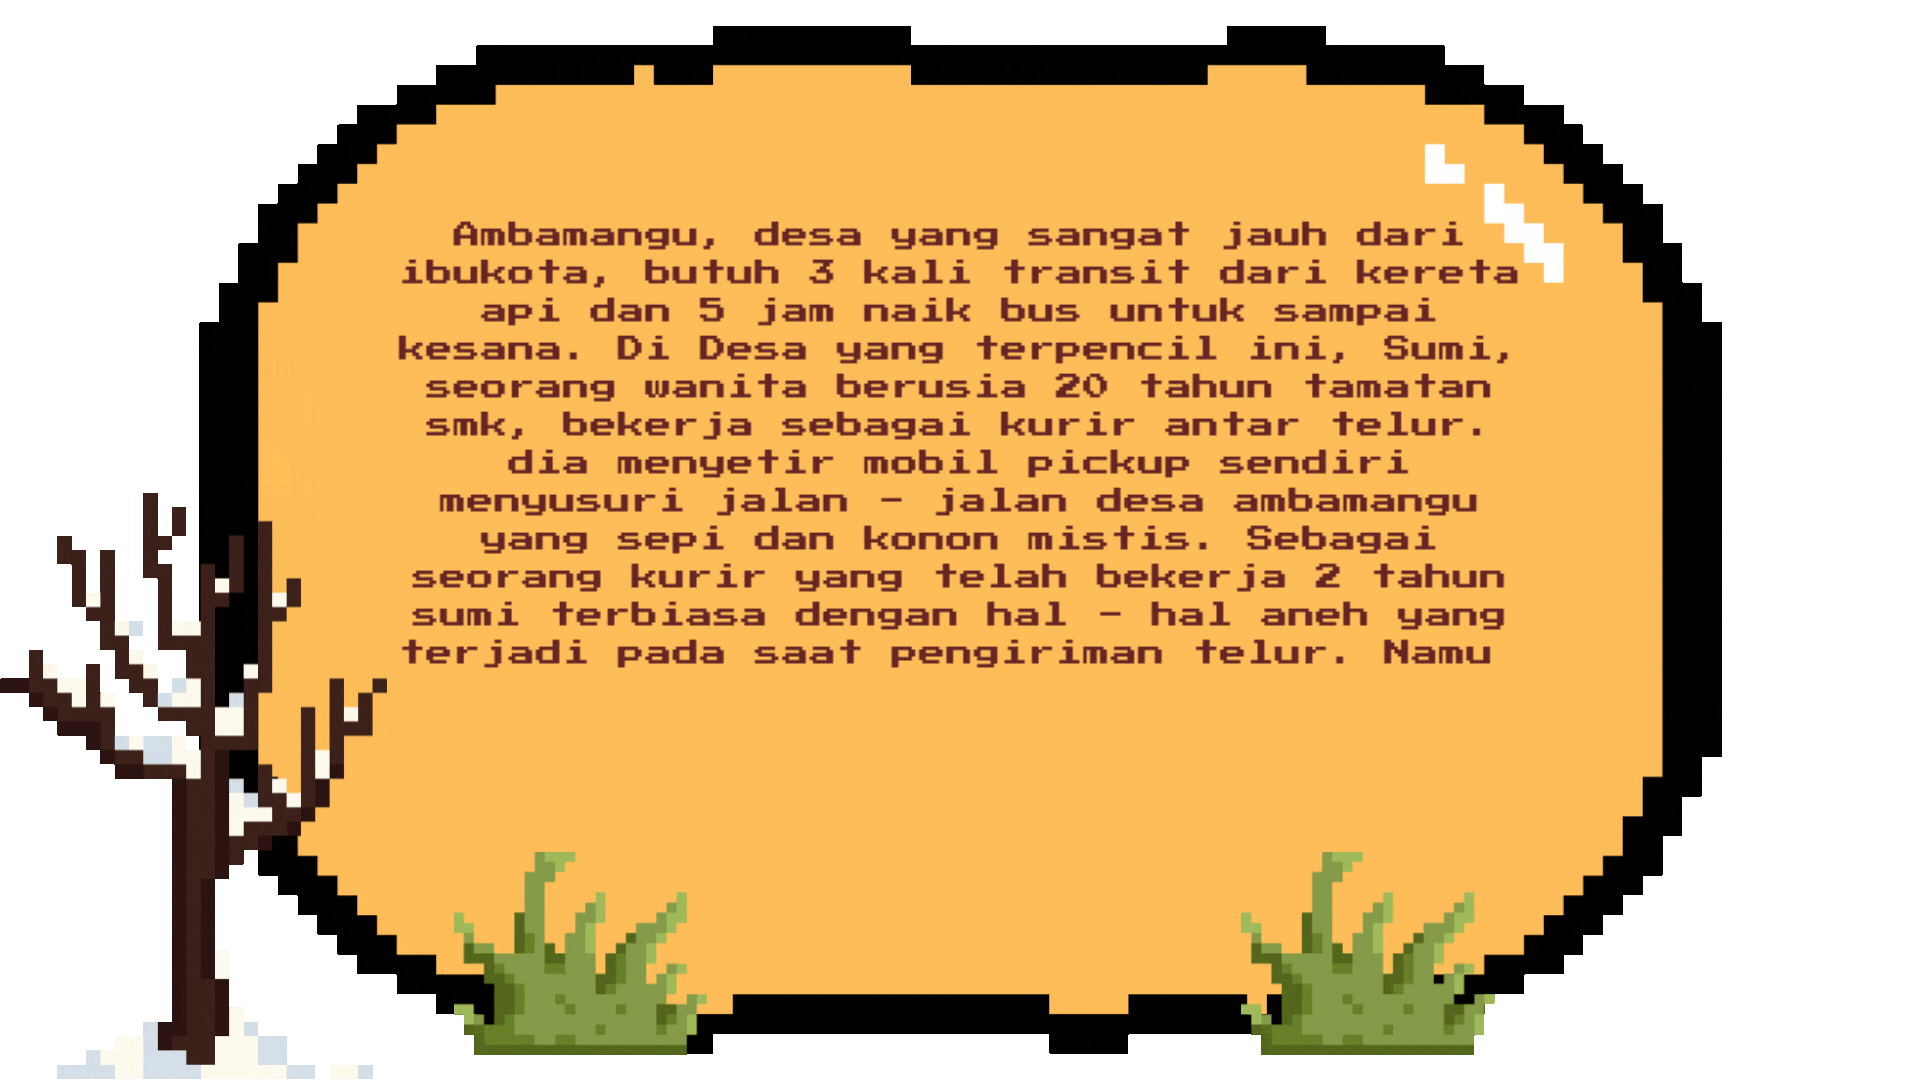 Ambamangu, desa yang sangat jauh dari
ibukota, butuh 3 kali transit dari kereta
api dan 5 jam naik bus untuk sampai
kesana. Di Desa yang terpencil ini, Sumi,
seorang wanita berusia 20 tahun tamatan
smk, bekerja sebagai kurir antar telur.
dia menyetir mobil pickup sendiri
menyusuri jalan - jalan desa ambamangu
yang sepi dan konon mistis. Sebagai
seorang kurir yang telah bekerja 2 tahun
sumi terbiasa dengan hal - hal aneh yang
terjadi pada saat pengiriman telur. Namu